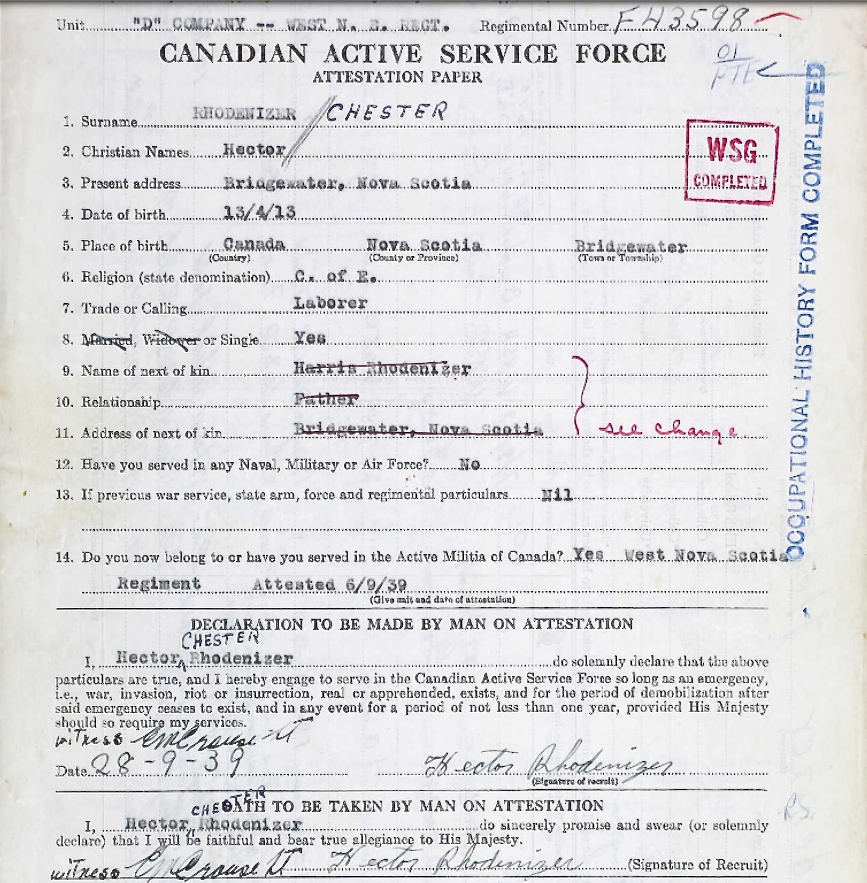 Unit "D" COMPANY -- WEST N. S. REGT. Regimental Number F43598
CANADIAN ACTIVE SERVICE FORCE
01
PTE
ATTESTATION PAPER
1. Surname RHODENIZER // CHESTER
2. Christian Names Hector
WSG
COMPLETED
3. Present address Bridgewater, Nova Scotia
4. Date of birth 13/4/13
5. Place of birth Canada Nova Scotia Bridgewater
(Country) (County or Province) (Town or Township)
6. Religion (state denomination) C. of E.
7. Trade or Calling Laborer
8. Married, Widower or Single Yes
9. Name of next of kin Harris Rhodenizer
10. Relationship Father
11. Address of next of kin Bridgewater, Nova Scotia see change
12. Have you served in any Naval, Military or Air Force? No
13. If previous war service, state arm, force and regimental particulars Nil
14. Do you now belong to or have you served in the Active Militia of Canada? Yes West Nova Scotia
Regiment Attested 6/9/39
(Give unit and date of attestation)
OCCUPATIONAL HISTORY FORM COMPLETED
DECLARATION TO BE MADE BY MAN ON ATTESTATION
CHESTER
I, Hector Rhodenizer do solemnly declare that the above
particulars are true, and I hereby engage to serve in the Canadian Active Service Force so long as an emergency,
i.e., war, invasion, riot or insurrection, real or apprehended, exists, and for the period of demobilization after
said emergency ceases to exist, and in any event for a period of not less than one year, provided His Majesty
should so require my services.
witness EMCrouse Lt
Date 28-9-39 Hector Rhodenizer
(Signature of recruit)
CHESTER
OATH TO BE TAKEN BY MAN ON ATTESTATION
I, Hector Rhodenizer do sincerely promise and swear (or solemnly
declare) that I will be faithful and bear true allegiance to His Majesty.
witness EMCrouse Lt Hector Rhodenizer (Signature of Recruit)